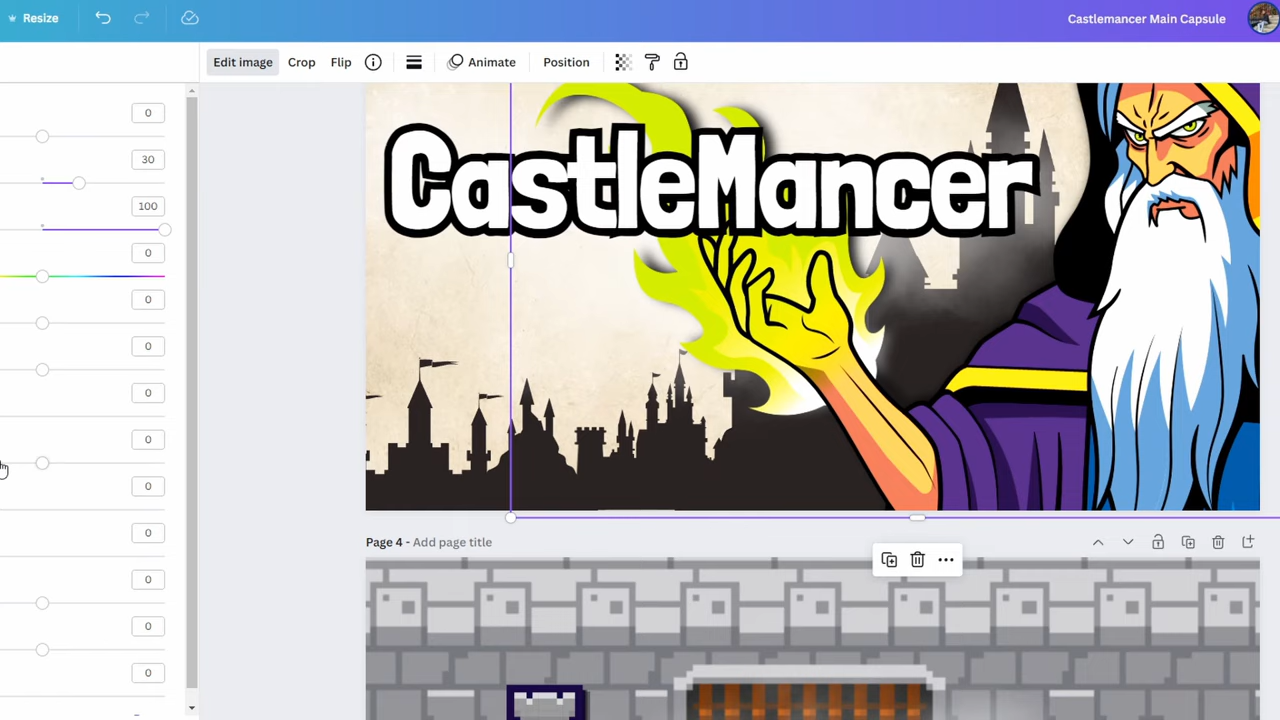 Resize
Castlemancer Main Capsule
Edit image
Crop
Flip
Animate
Position
0
30
100
0
0
0
0
0
0
0
0
0
0
CastleMancer
Page 4 - Add page title